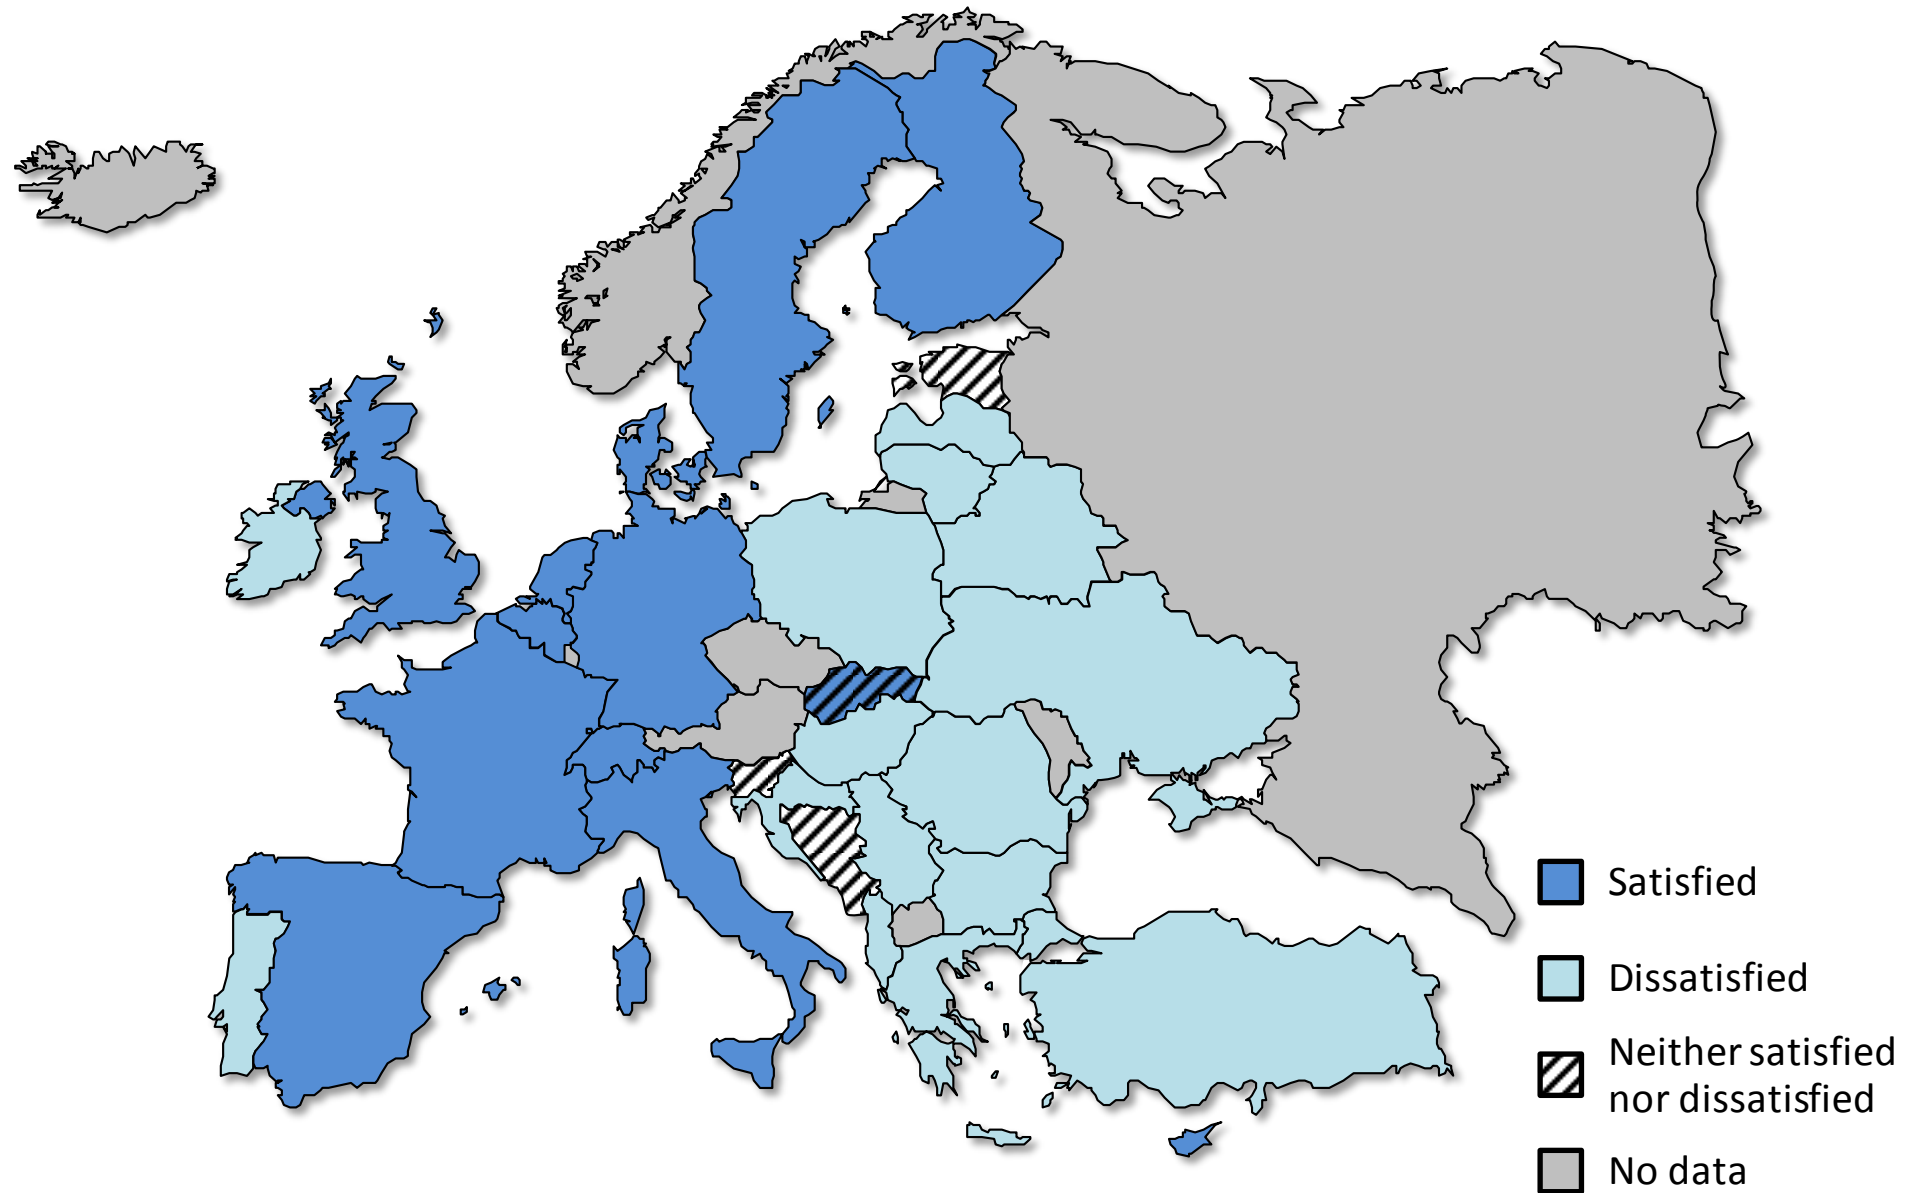 Satisfied
Dissatisfied
Neither satisfied
nor dissatisfied
No data